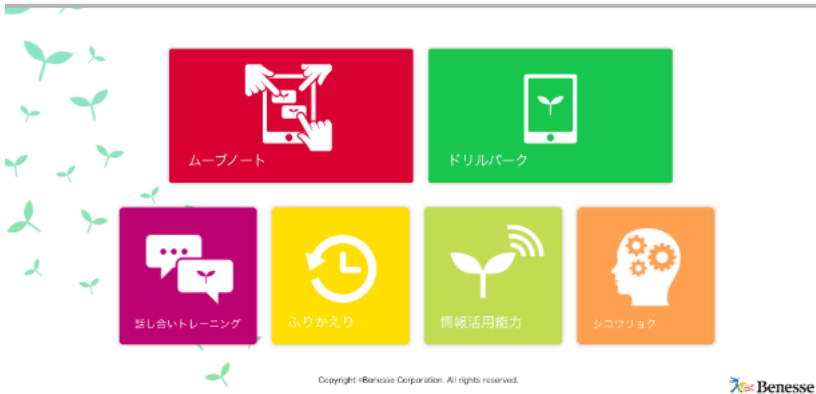 ムーブノート
ドリルパーク
話し合いトレーニング
ふりかえり
情報活用能力
シコウリョク
Copyright ©Benesse Corporation. All rights reserved.
Benesse